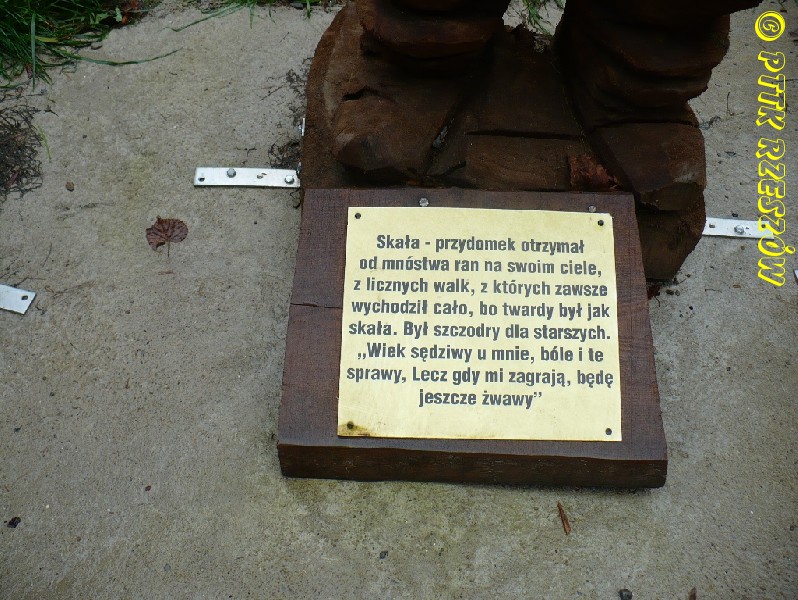 Skała - przydomek otrzymał
od mnóstwa ran na swoim ciele,
z licznych walk, z których zawsze
wychodził cało, bo twardy był jak
skała. Był szczodry dla starszych.
„Wiek sędziwy u mnie, bóle i te
sprawy, Lecz gdy mi zagrają, będę
jeszcze żwawy”
© PTTK RZESZÓW